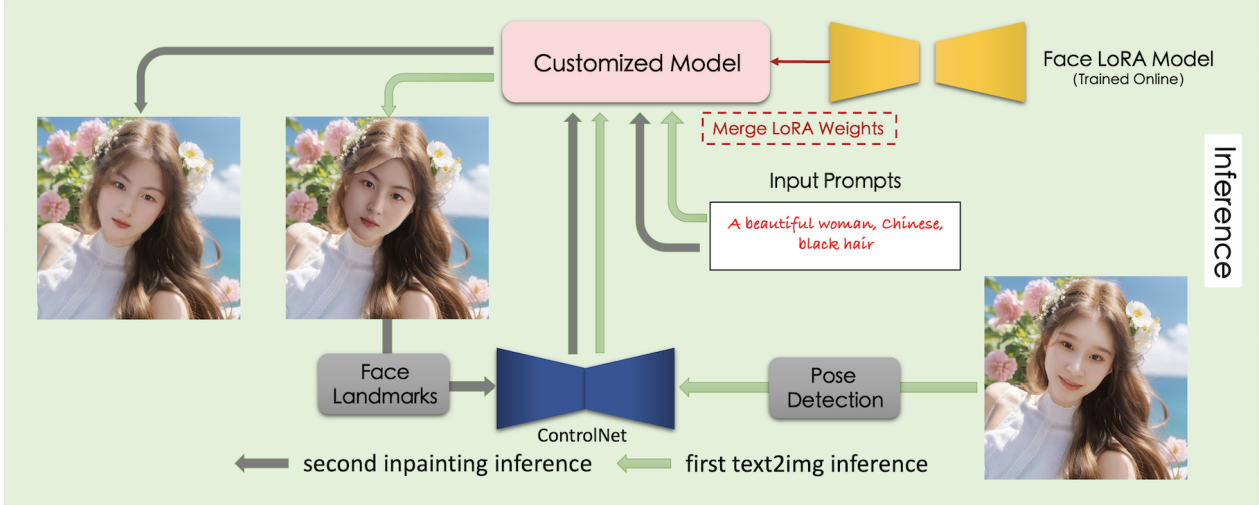 Customized Model
Face LoRA Model
(Trained Online)
Merge LoRA Weights
Input Prompts
A beautiful woman, Chinese,
black hair
Inference
Face
Landmarks
ControlNet
Pose
Detection
second inpainting inference
first text2img inference